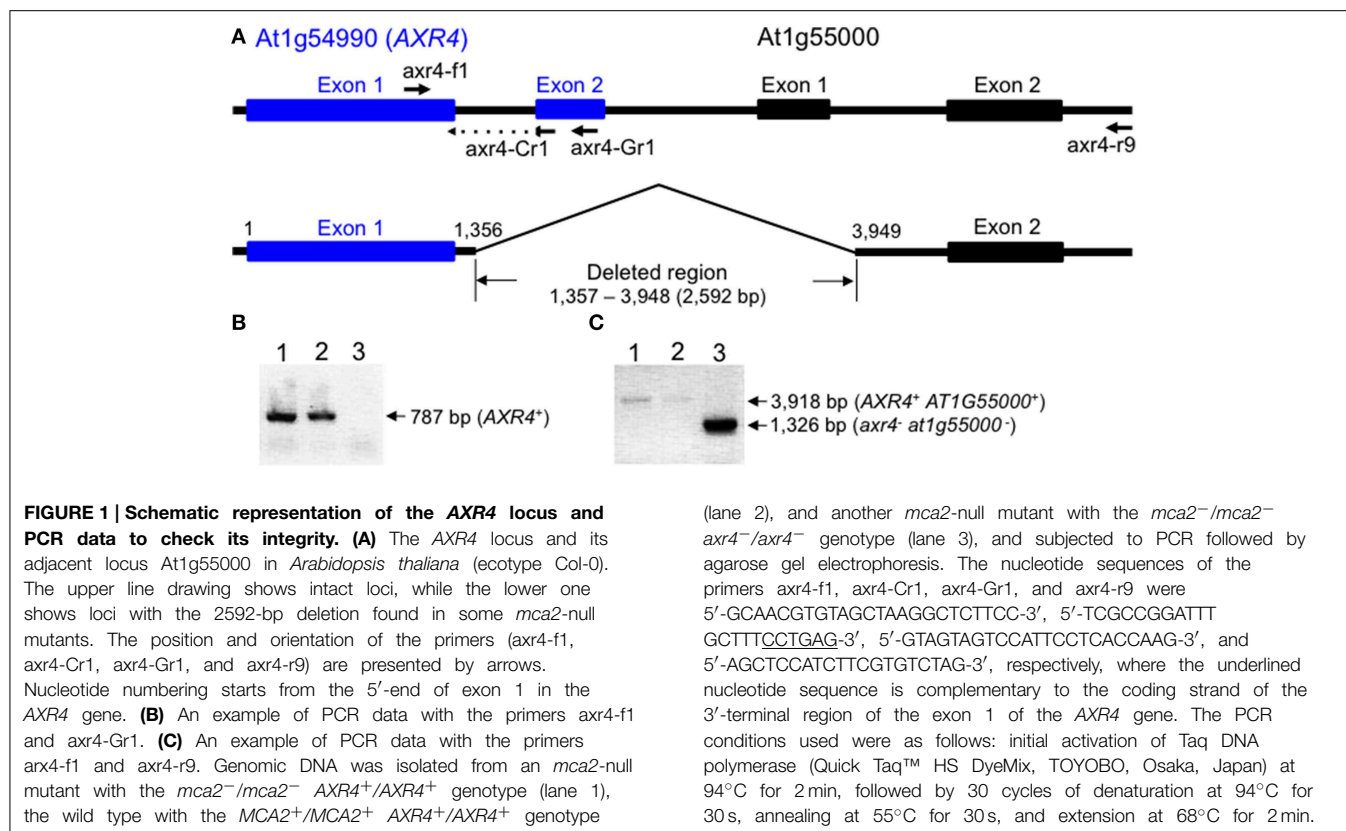 A At1g54990 (AXR4) At1g55000
axr4-f1
Exon 1 Exon 2 Exon 1 Exon 2
axr4-Cr1 axr4-Gr1 axr4-r9
1 Exon 1 1,356 3,949 Exon 2
Deleted region
1,357 – 3,948 (2,592 bp)
B
1 2 3
787 bp (AXR4⁺)
C
1 2 3
3,918 bp (AXR4⁺ AT1G55000⁺)
1,326 bp (axr4⁻ at1g55000⁻)
FIGURE 1 | Schematic representation of the AXR4 locus and
PCR data to check its integrity. (A) The AXR4 locus and its
adjacent locus At1g55000 in Arabidopsis thaliana (ecotype Col-0).
The upper line drawing shows intact loci, while the lower one
shows loci with the 2592-bp deletion found in some mca2-null
mutants. The position and orientation of the primers (axr4-f1,
axr4-Cr1, axr4-Gr1, and axr4-r9) are presented by arrows.
Nucleotide numbering starts from the 5′-end of exon 1 in the
AXR4 gene. (B) An example of PCR data with the primers axr4-f1
and axr4-Gr1. (C) An example of PCR data with the primers
arx4-f1 and axr4-r9. Genomic DNA was isolated from an mca2-null
mutant with the mca2⁻/mca2⁻ AXR4⁺/AXR4⁺ genotype (lane 1),
the wild type with the MCA2⁺/MCA2⁺ AXR4⁺/AXR4⁺ genotype
(lane 2), and another mca2-null mutant with the mca2⁻/mca2⁻
axr4⁻/axr4⁻ genotype (lane 3), and subjected to PCR followed by
agarose gel electrophoresis. The nucleotide sequences of the
primers axr4-f1, axr4-Cr1, axr4-Gr1, and axr4-r9 were
5′-GCAACGTGTAGCTAAGGCTCTTCC-3′, 5′-TCGCCGGATTT
GCTTTCCTGAG-3′, 5′-GTAGTAGTCCATTCCTCACCAAG-3′, and
5′-AGCTCCATCTTCGTGTCTAG-3′, respectively, where the underlined
nucleotide sequence is complementary to the coding strand of the
3′-terminal region of the exon 1 of the AXR4 gene. The PCR
conditions used were as follows: initial activation of Taq DNA
polymerase (Quick Taq™ HS DyeMix, TOYOBO, Osaka, Japan) at
94°C for 2 min, followed by 30 cycles of denaturation at 94°C for
30 s, annealing at 55°C for 30 s, and extension at 68°C for 2 min.